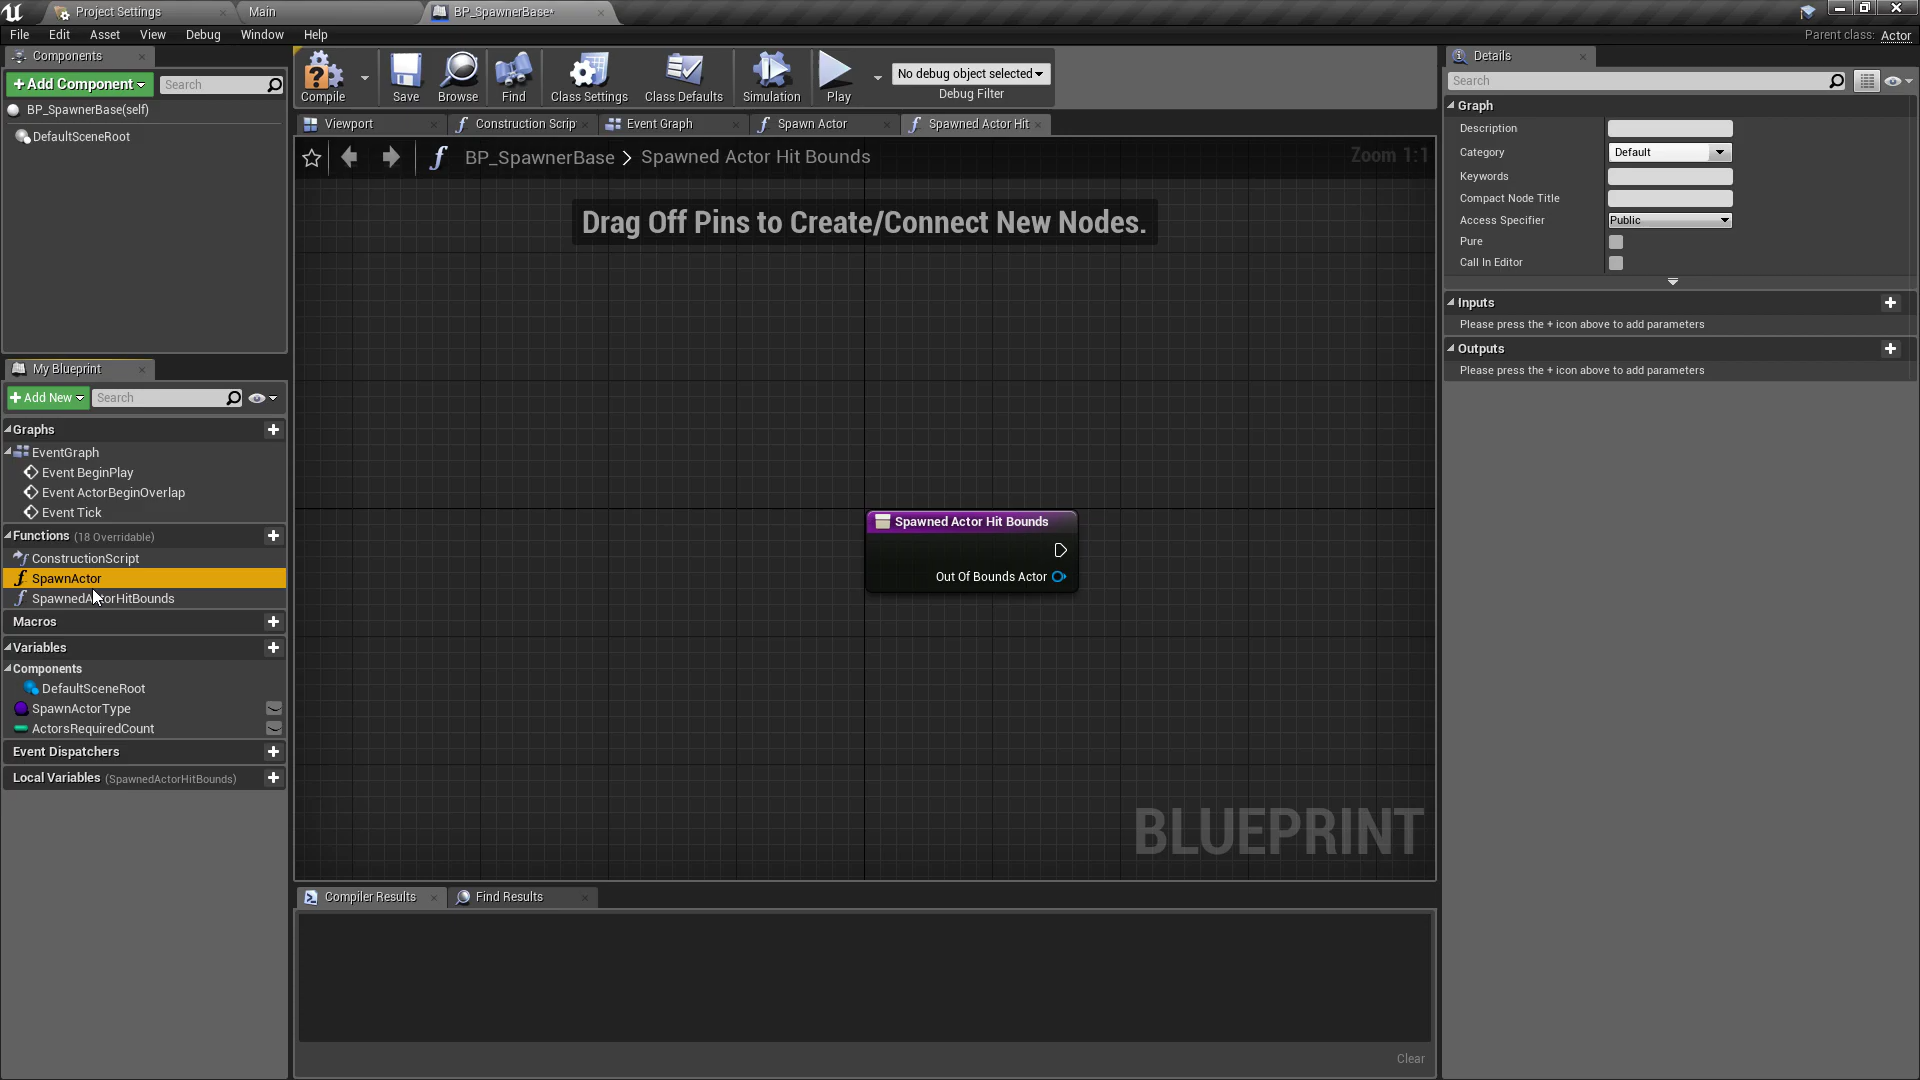 Project Settings
Main
BP_SpawnerBase*
File Edit Asset View Debug Window Help
Parent class: Actor
Components
+ Add Component
Search
BP_SpawnerBase(self)
DefaultSceneRoot
My Blueprint
+ Add New
Search
Graphs
EventGraph
Event BeginPlay
Event ActorBeginOverlap
Event Tick
Functions (18 Overridable)
ConstructionScript
SpawnActor
SpawnedActorHitBounds
Macros
Variables
Components
DefaultSceneRoot
SpawnActorType
ActorsRequiredCount
Event Dispatchers
Local Variables (SpawnedActorHitBounds)
Compile
Save
Browse
Find
Class Settings
Class Defaults
Simulation
Play
No debug object selected
Debug Filter
Viewport
Construction Scrip
Event Graph
Spawn Actor
Spawned Actor Hit
BP_SpawnerBase > Spawned Actor Hit Bounds
Zoom 1:1
Drag Off Pins to Create/Connect New Nodes.
Spawned Actor Hit Bounds
Out Of Bounds Actor
BLUEPRINT
Compiler Results
Find Results
Clear
Details
Search
Graph
Description
Category Default
Keywords
Compact Node Title
Access Specifier Public
Pure
Call In Editor
Inputs
Please press the + icon above to add parameters
Outputs
Please press the + icon above to add parameters